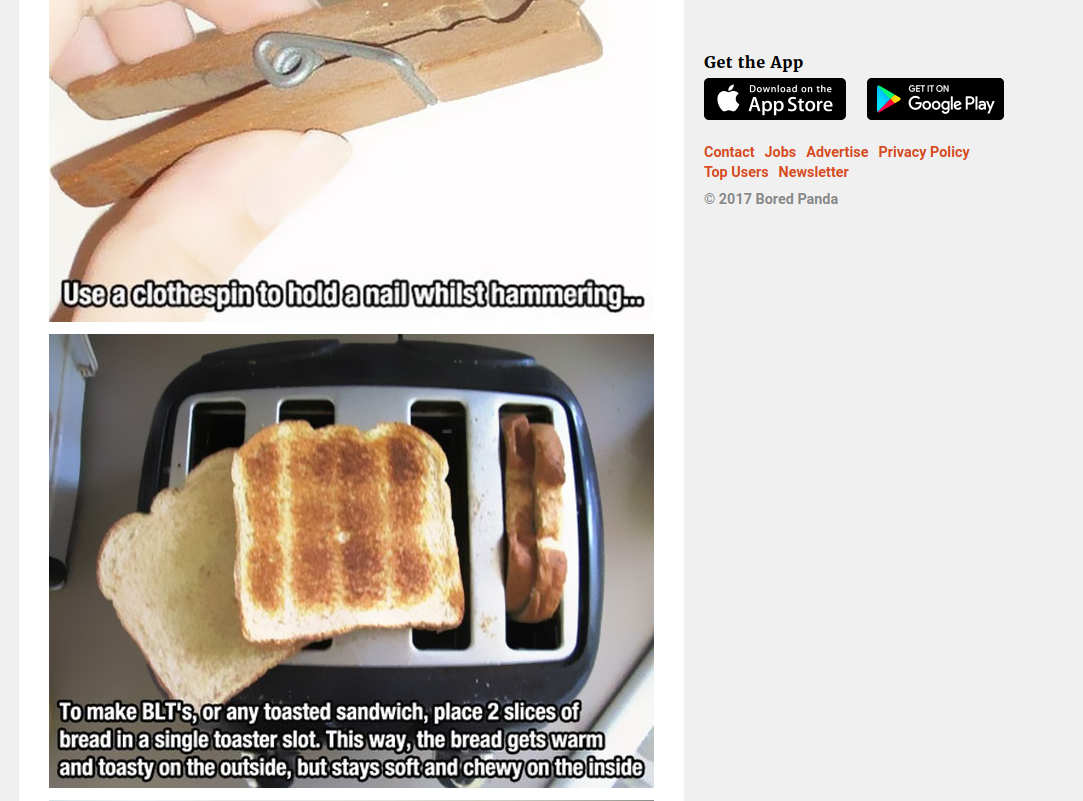 Use a clothespin to hold a nail whilst hammering...
To make BLT's, or any toasted sandwich, place 2 slices of
bread in a single toaster slot. This way, the bread gets warm
and toasty on the outside, but stays soft and chewy on the inside
Get the App
Download on the
App Store
GET IT ON
Google Play
Contact Jobs Advertise Privacy Policy
Top Users Newsletter
© 2017 Bored Panda